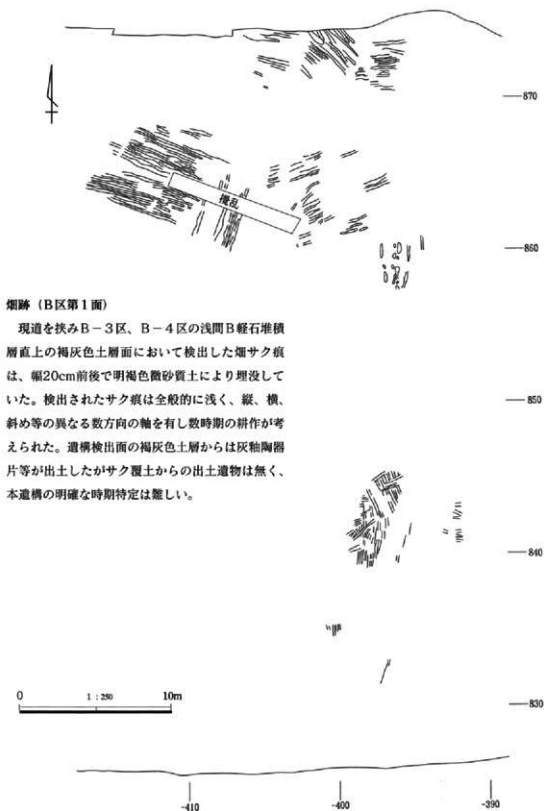 870
攪乱
860
畑跡（B区第1面）
現道を挟みB－3区、B－4区の浅間B軽石堆積
層直上の褐灰色土層面において検出した畑サク痕
は、幅20cm前後で明褐色微砂質土により埋没して
いた。検出されたサク痕は全般的に浅く、縦、横、
斜め等の異なる数方向の軸を有し数時期の耕作が考
えられた。遺構検出面の褐灰色土層からは灰釉陶器
片等が出土したがサク覆土からの出土遺物は無く、
本遺構の明確な時期特定は難しい。
850
840
0 1：250 10m
830
-410 -400 -390